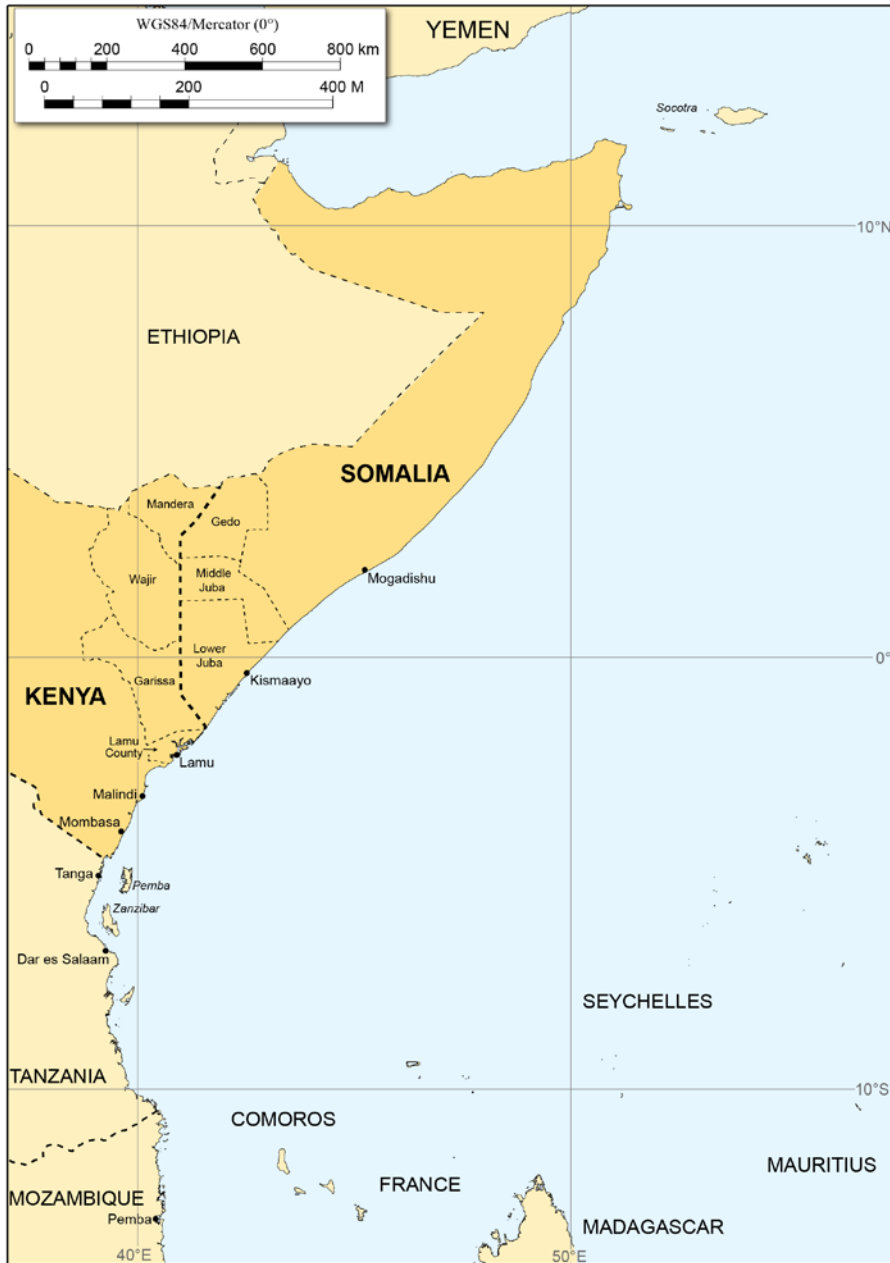 WGS84/Mercator (0°)
0 200 400 600 800 km
0 200 400 M
YEMEN
Socotra
10°N
ETHIOPIA
SOMALIA
Mandera
Gedo
Wajir
Middle
Juba
Mogadishu
Lower
Juba
0°
Kismaayo
Garissa
KENYA
Lamu
County
Lamu
Malindi
Mombasa
Tanga
Pemba
Zanzibar
Dar es Salaam
SEYCHELLES
TANZANIA
10°S
COMOROS
MAURITIUS
FRANCE
MOZAMBIQUE
Pemba
MADAGASCAR
40°E
50°E